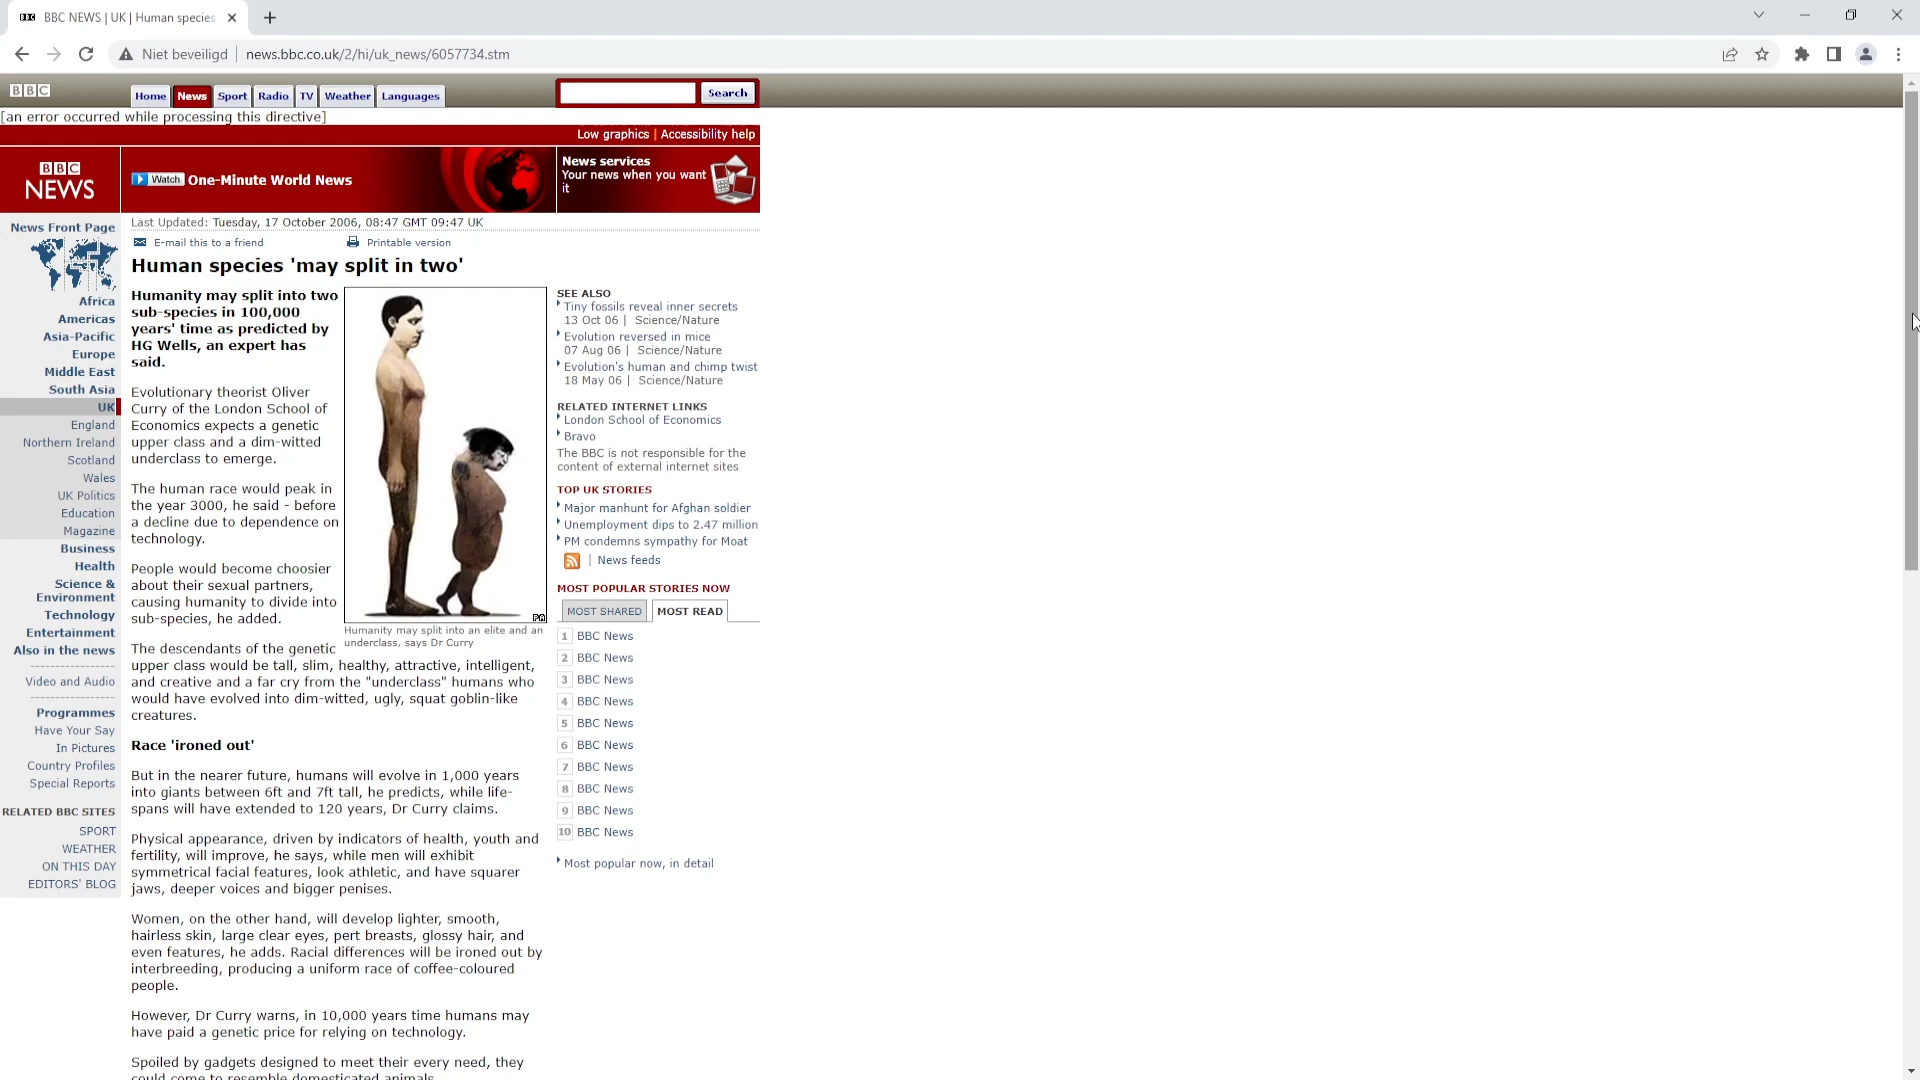 BBC NEWS | UK | Human species
Niet beveiligd
news.bbc.co.uk/2/hi/uk_news/6057734.stm
BBC
Home
News
Sport
Radio
TV
Weather
Languages
Search
[an error occurred while processing this directive]
Low graphics | Accessibility help
BBC
NEWS
Watch One-Minute World News
News services
Your news when you want
it
News Front Page
Africa
Americas
Asia-Pacific
Europe
Middle East
South Asia
UK
England
Northern Ireland
Scotland
Wales
UK Politics
Education
Magazine
Business
Health
Science &
Environment
Technology
Entertainment
Also in the news
-----------------
Video and Audio
-----------------
Programmes
Have Your Say
In Pictures
Country Profiles
Special Reports
RELATED BBC SITES
SPORT
WEATHER
ON THIS DAY
EDITORS' BLOG
Last Updated: Tuesday, 17 October 2006, 08:47 GMT 09:47 UK
E-mail this to a friend
Printable version
Human species 'may split in two'
Humanity may split into two
sub-species in 100,000
years' time as predicted by
HG Wells, an expert has
said.
Evolutionary theorist Oliver
Curry of the London School of
Economics expects a genetic
upper class and a dim-witted
underclass to emerge.
The human race would peak in
the year 3000, he said - before
a decline due to dependence on
technology.
People would become choosier
about their sexual partners,
causing humanity to divide into
sub-species, he added.
PA
Humanity may split into an elite and an
underclass, says Dr Curry
The descendants of the genetic
upper class would be tall, slim, healthy, attractive, intelligent,
and creative and a far cry from the "underclass" humans who
would have evolved into dim-witted, ugly, squat goblin-like
creatures.
Race 'ironed out'
But in the nearer future, humans will evolve in 1,000 years
into giants between 6ft and 7ft tall, he predicts, while life-
spans will have extended to 120 years, Dr Curry claims.
Physical appearance, driven by indicators of health, youth and
fertility, will improve, he says, while men will exhibit
symmetrical facial features, look athletic, and have squarer
jaws, deeper voices and bigger penises.
Women, on the other hand, will develop lighter, smooth,
hairless skin, large clear eyes, pert breasts, glossy hair, and
even features, he adds. Racial differences will be ironed out by
interbreeding, producing a uniform race of coffee-coloured
people.
However, Dr Curry warns, in 10,000 years time humans may
have paid a genetic price for relying on technology.
Spoiled by gadgets designed to meet their every need, they
could come to resemble domesticated animals.
SEE ALSO
Tiny fossils reveal inner secrets
13 Oct 06 | Science/Nature
Evolution reversed in mice
07 Aug 06 | Science/Nature
Evolution's human and chimp twist
18 May 06 | Science/Nature
RELATED INTERNET LINKS
London School of Economics
Bravo
The BBC is not responsible for the
content of external internet sites
TOP UK STORIES
Major manhunt for Afghan soldier
Unemployment dips to 2.47 million
PM condemns sympathy for Moat
| News feeds
MOST POPULAR STORIES NOW
MOST SHARED
MOST READ
1 BBC News
2 BBC News
3 BBC News
4 BBC News
5 BBC News
6 BBC News
7 BBC News
8 BBC News
9 BBC News
10 BBC News
Most popular now, in detail